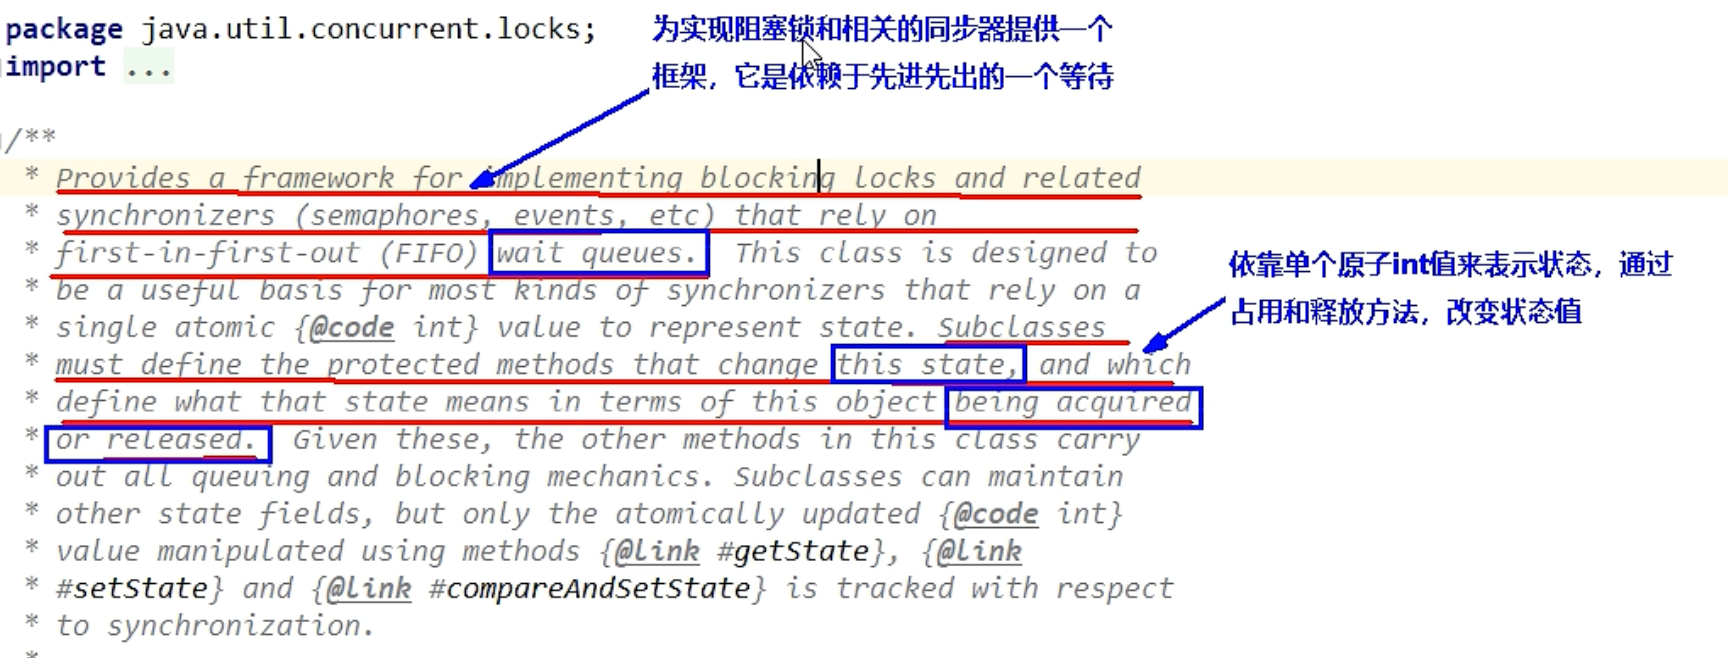 package java.util.concurrent.locks;
import ...
为实现阻塞锁和相关的同步器提供一个
框架，它是依赖于先进先出的一个等待
/**
* Provides a framework for implementing blocking locks and related
* synchronizers (semaphores, events, etc) that rely on
* first-in-first-out (FIFO) wait queues.  This class is designed to
* be a useful basis for most kinds of synchronizers that rely on a
* single atomic {@code int} value to represent state. Subclasses
* must define the protected methods that change this state, and which
* define what that state means in terms of this object being acquired
* or released.  Given these, the other methods in this class carry
* out all queuing and blocking mechanics. Subclasses can maintain
* other state fields, but only the atomically updated {@code int}
* value manipulated using methods {@link #getState}, {@link
* #setState} and {@link #compareAndSetState} is tracked with respect
* to synchronization.
*
依靠单个原子int值来表示状态，通过
占用和释放方法，改变状态值